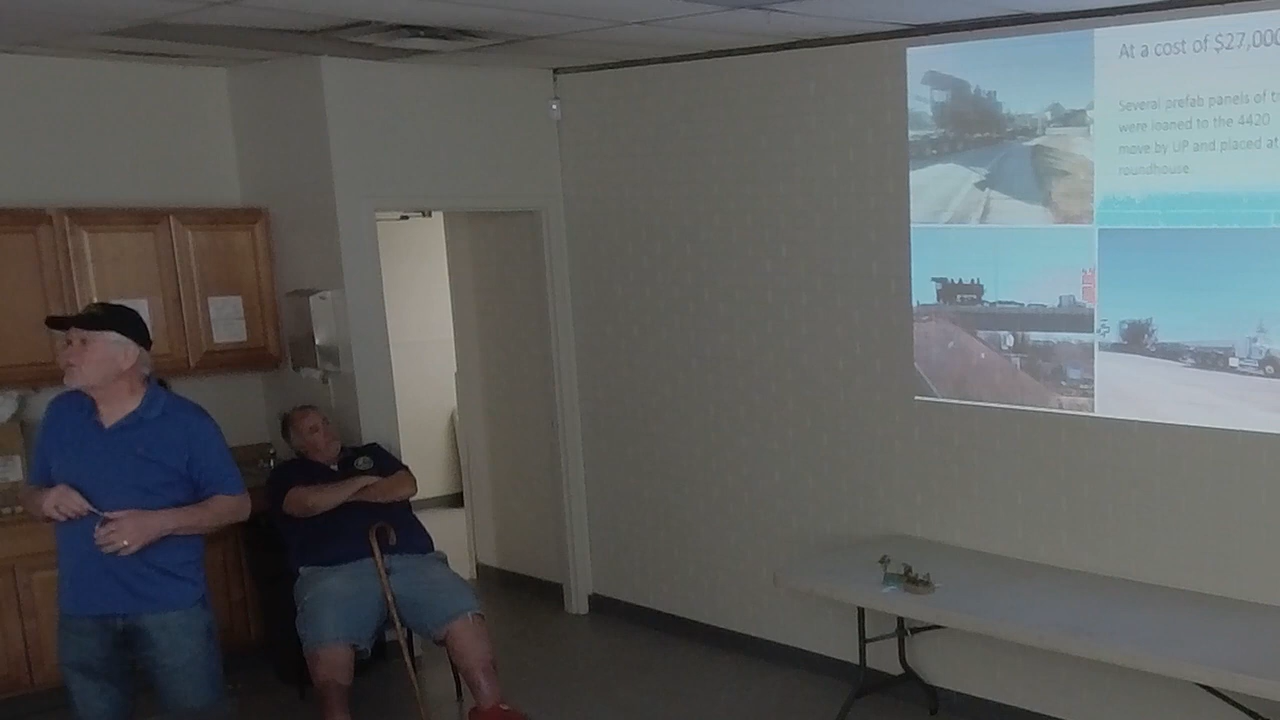 At a cost of $27,000
Several prefab panels of
were loaned to the 4420
move by UP and placed at
roundhouse.